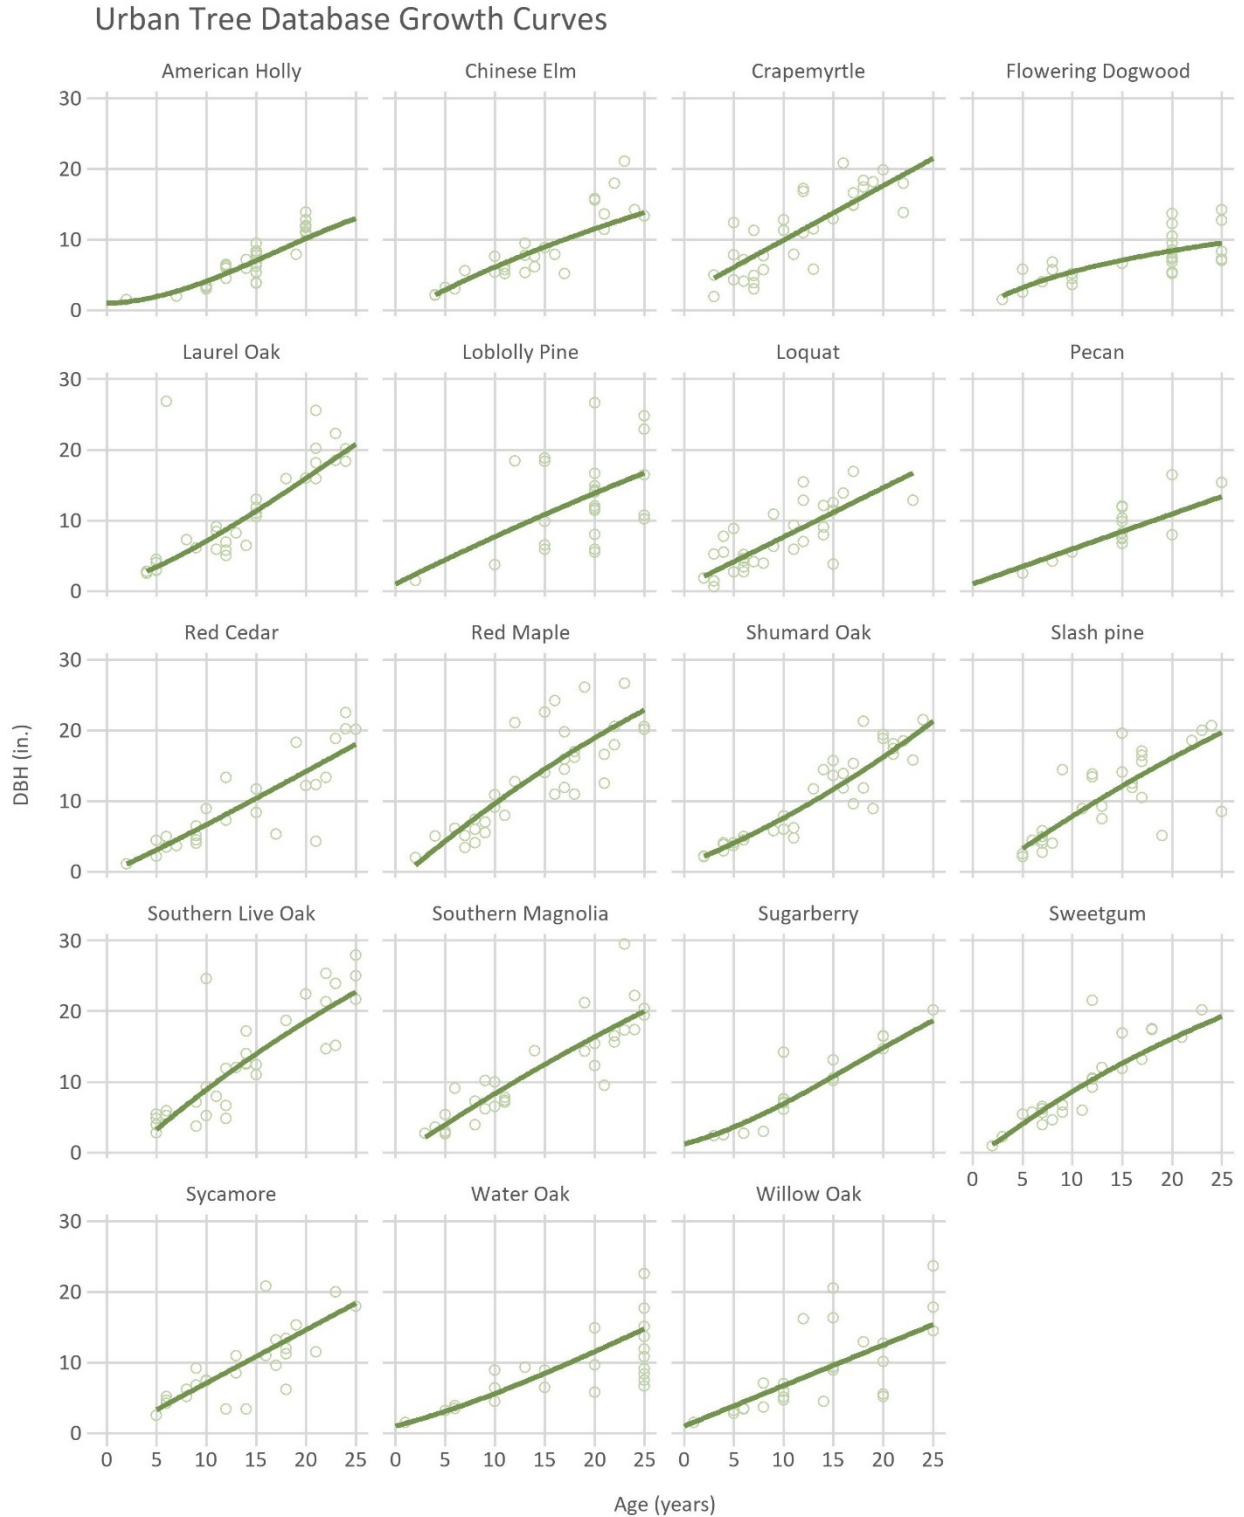 Urban Tree Database Growth Curves
American Holly Chinese Elm Crapemyrtle Flowering Dogwood
30
20
10
0
Laurel Oak Loblolly Pine Loquat Pecan
30
20
10
0
Red Cedar Red Maple Shumard Oak Slash pine
30
20
10
0
DBH (in.)
Southern Live Oak Southern Magnolia Sugarberry Sweetgum
30
20
10
0
0 5 10 15 20 25
Sycamore Water Oak Willow Oak
30
20
10
0
0 5 10 15 20 25 0 5 10 15 20 25 0 5 10 15 20 25
Age (years)